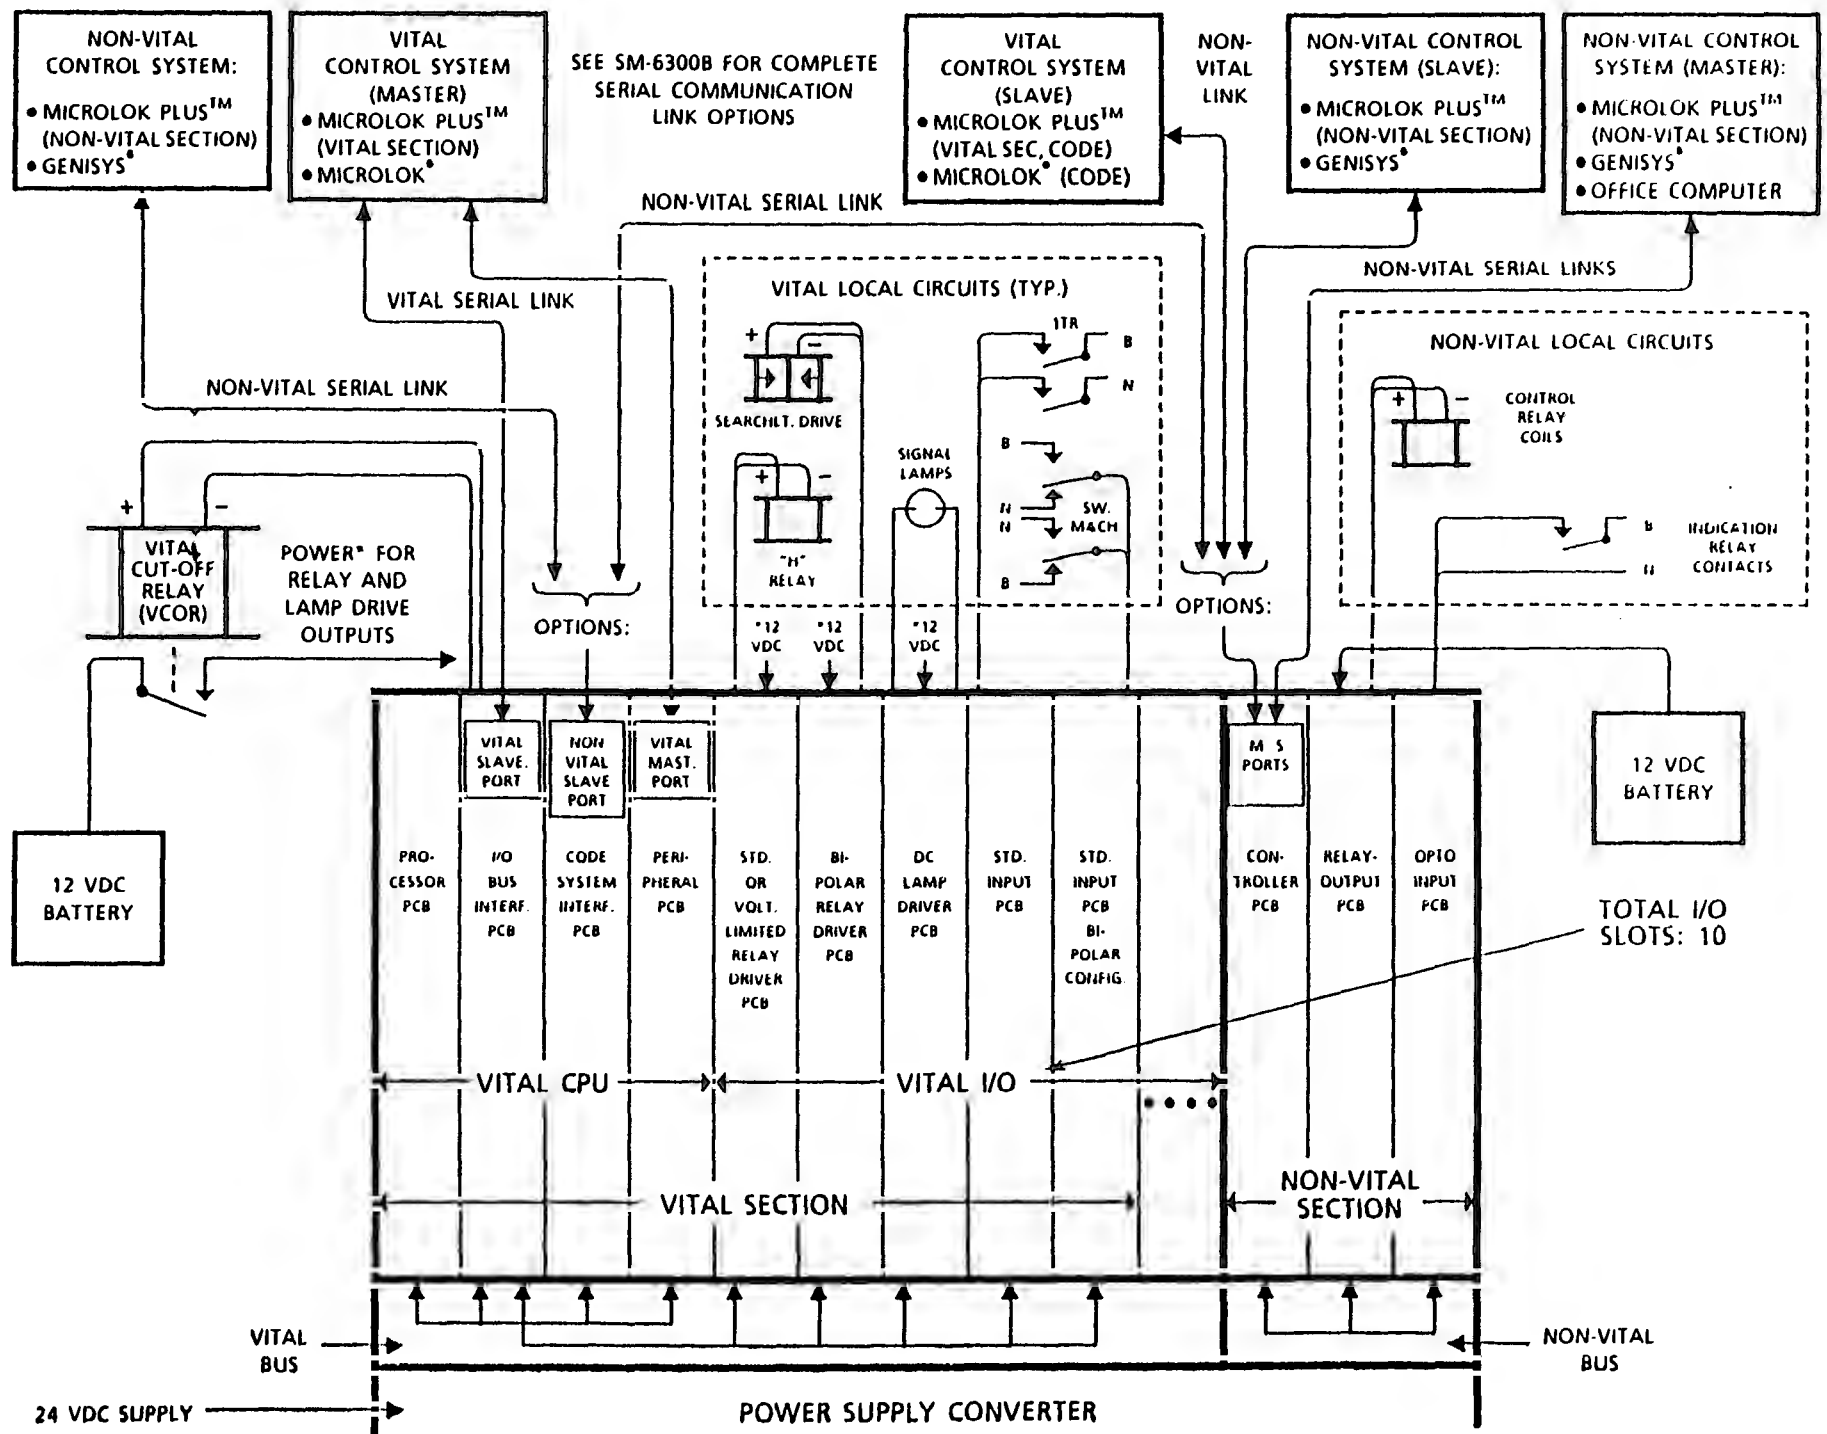 NON-VITAL
CONTROL SYSTEM:
• MICROLOK PLUS™
(NON-VITAL SECTION)
• GENISYS®
VITAL
CONTROL SYSTEM
(MASTER)
• MICROLOK PLUS™
(VITAL SECTION)
• MICROLOK®
SEE SM-6300B FOR COMPLETE
SERIAL COMMUNICATION
LINK OPTIONS
VITAL
CONTROL SYSTEM
(SLAVE)
• MICROLOK PLUS™
(VITAL SEC, CODE)
• MICROLOK® (CODE)
NON-
VITAL
LINK
NON-VITAL CONTROL
SYSTEM (SLAVE):
• MICROLOK PLUS™
(NON-VITAL SECTION)
• GENISYS®
NON-VITAL CONTROL
SYSTEM (MASTER):
• MICROLOK PLUS™
(NON-VITAL SECTION)
• GENISYS®
• OFFICE COMPUTER
NON-VITAL SERIAL LINK
VITAL SERIAL LINK
NON-VITAL SERIAL LINK
NON-VITAL SERIAL LINKS
VITAL LOCAL CIRCUITS (TYP.)
+
–
SEARCHLT. DRIVE
+
–
"H"
RELAY
SIGNAL
LAMPS
1TR
B
N
B
N
N
B
SW.
MACH
NON-VITAL LOCAL CIRCUITS
+
–
CONTROL
RELAY
COILS
B
N
INDICATION
RELAY
CONTACTS
+
–
VITAL
CUT-OFF
RELAY
(VCOR)
POWER* FOR
RELAY AND
LAMP DRIVE
OUTPUTS
OPTIONS:
*12
VDC
*12
VDC
*12
VDC
OPTIONS:
12 VDC
BATTERY
12 VDC
BATTERY
VITAL
SLAVE.
PORT
NON
VITAL
SLAVE
PORT
VITAL
MAST.
PORT
M S
PORTS
PRO-
CESSOR
PCB
I/O
BUS
INTERF.
PCB
CODE
SYSTEM
INTERF.
PCB
PERI-
PHERAL
PCB
STD.
OR
VOLT.
LIMITED
RELAY
DRIVER
PCB
BI-
POLAR
RELAY
DRIVER
PCB
DC
LAMP
DRIVER
PCB
STD.
INPUT
PCB
STD.
INPUT
PCB
BI-
POLAR
CONFIG.
CON-
TROLLER
PCB
RELAY-
OUTPUT
PCB
OPTO
INPUT
PCB
TOTAL I/O
SLOTS: 10
VITAL CPU
VITAL I/O
VITAL SECTION
NON-VITAL
SECTION
VITAL
BUS
NON-VITAL
BUS
24 VDC SUPPLY
POWER SUPPLY CONVERTER